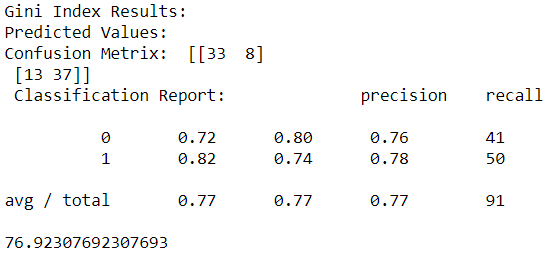 Gini Index Results:
Predicted Values:
Confusion Metrix:  [[33  8]
 [13 37]]
 Classification Report:             precision    recall
          0       0.72      0.80      0.76        41
          1       0.82      0.74      0.78        50
avg / total       0.77      0.77      0.77        91
76.92307692307693